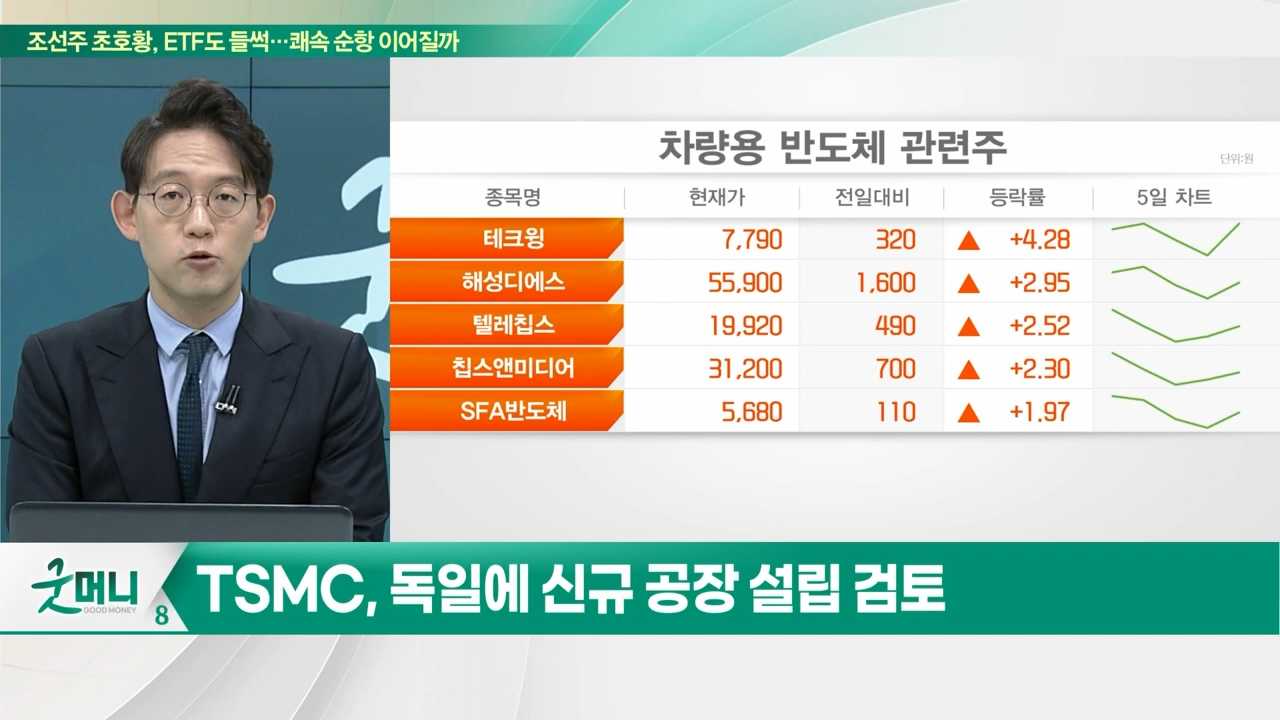 조선주 초호황, ETF도 들썩…쾌속 순항 이어질까
차량용 반도체 관련주
단위:원
종목명 현재가 전일대비 등락률 5일 차트
테크윙 7,790 320 ▲ +4.28
해성디에스 55,900 1,600 ▲ +2.95
텔레칩스 19,920 490 ▲ +2.52
칩스앤미디어 31,200 700 ▲ +2.30
SFA반도체 5,680 110 ▲ +1.97
굿머니
GOOD MONEY
8
TSMC, 독일에 신규 공장 설립 검토